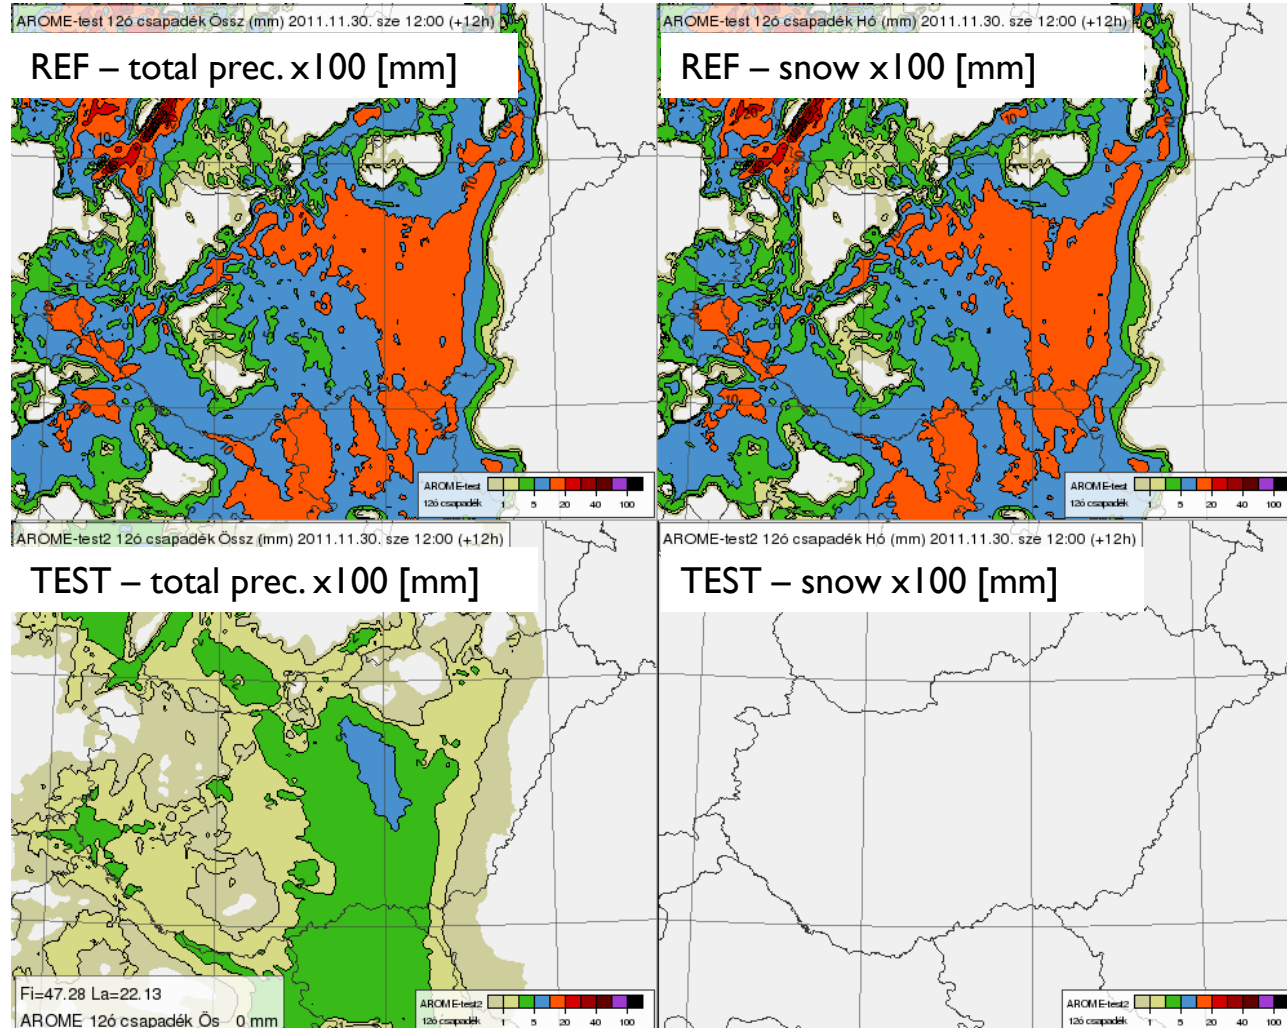 AROME-test 12ó csapadék Össz (mm) 2011.11.30. sze 12:00 (+12h)
REF – total prec. x100 [mm]
AROME-test
12ó csapadék
1 5 20 40 100
AROME-test 12ó csapadék Hó (mm) 2011.11.30. sze 12:00 (+12h)
REF – snow x100 [mm]
AROME-test
12ó csapadék
1 5 20 40 100
AROME-test2 12ó csapadék Össz (mm) 2011.11.30. sze 12:00 (+12h)
TEST – total prec. x100 [mm]
Fi=47.28 La=22.13
AROME 12ó csapadék Ös 0 mm
AROME-test2
12ó csapadék
1 5 20 40 100
AROME-test2 12ó csapadék Hó (mm) 2011.11.30. sze 12:00 (+12h)
TEST – snow x100 [mm]
AROME-test2
12ó csapadék
1 5 20 40 100